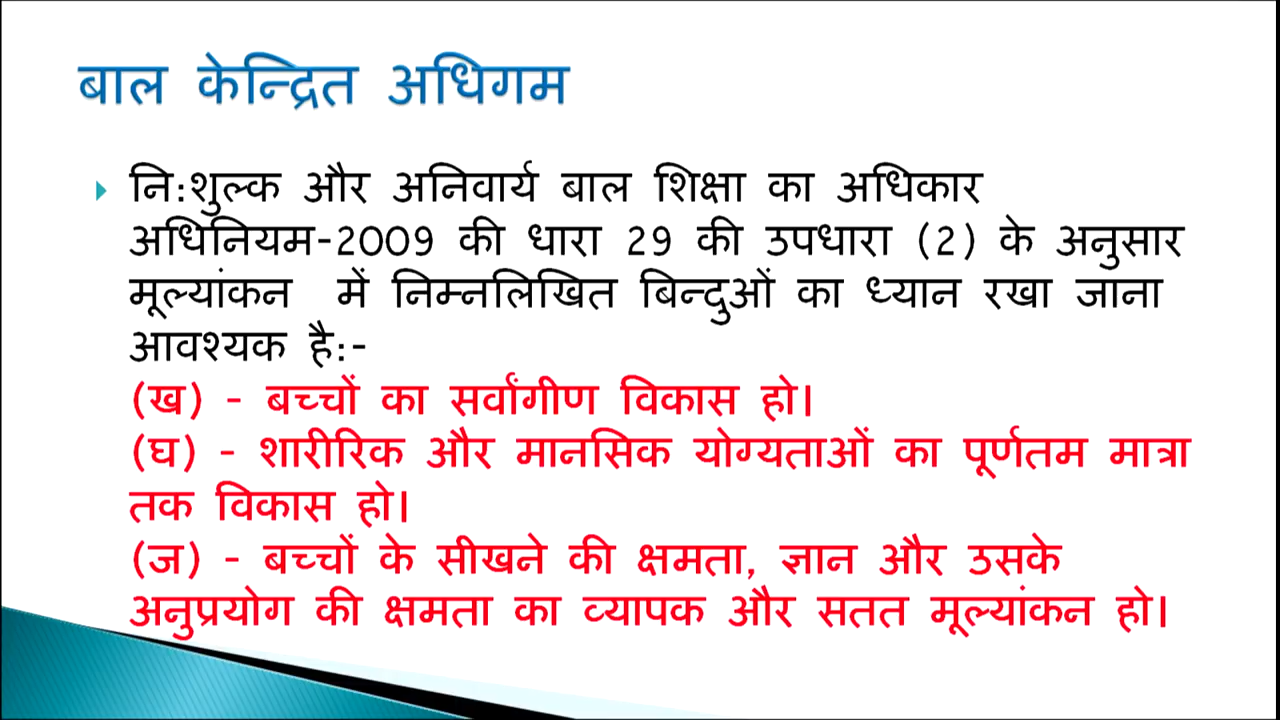 बाल केन्द्रित अधिगम
नि:शुल्क और अनिवार्य बाल शिक्षा का अधिकार
अधिनियम-2009 की धारा 29 की उपधारा (2) के अनुसार
मूल्यांकन में निम्नलिखित बिन्दुओं का ध्यान रखा जाना
आवश्यक है:-
(ख) - बच्चों का सर्वांगीण विकास हो।
(घ) - शारीरिक और मानसिक योग्यताओं का पूर्णतम मात्रा
तक विकास हो।
(ज) - बच्चों के सीखने की क्षमता, ज्ञान और उसके
अनुप्रयोग की क्षमता का व्यापक और सतत मूल्यांकन हो।